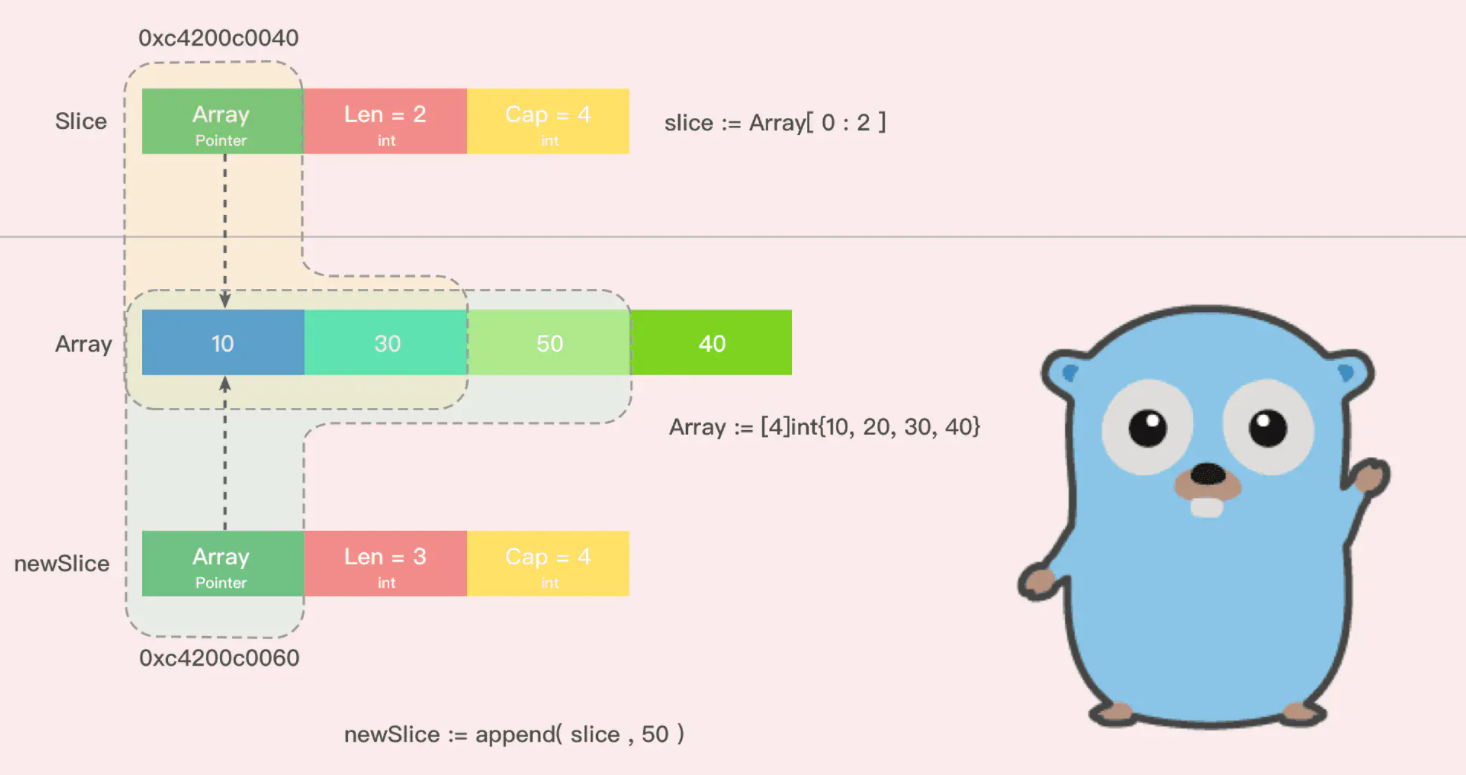 0xc4200c0040
Slice
Array
Pointer
Len = 2
int
Cap = 4
int
slice := Array[ 0 : 2 ]
Array
10
30
50
40
Array := [4]int{10, 20, 30, 40}
newSlice
Array
Pointer
Len = 3
int
Cap = 4
int
0xc4200c0060
newSlice := append( slice , 50 )